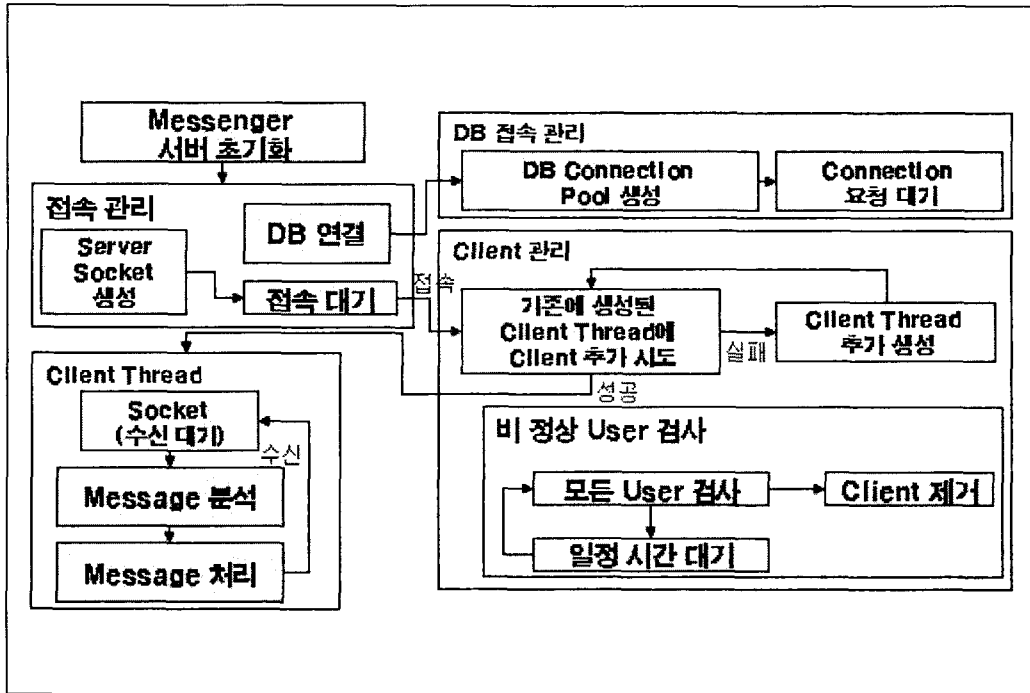 Messenger
서버 초기화
접속 관리
Server
Socket
생성
DB 연결
접속 대기
접속
DB 접속 관리
DB Connection
Pool 생성
Connection
요청 대기
Client 관리
기존에 생성된
Client Thread에
Client 추가 시도
실패
Client Thread
추가 생성
성공
Client Thread
Socket
(수신 대기)
수신
Message 분석
Message 처리
비 정상 User 검사
모든 User 검사
Client 제거
일정 시간 대기